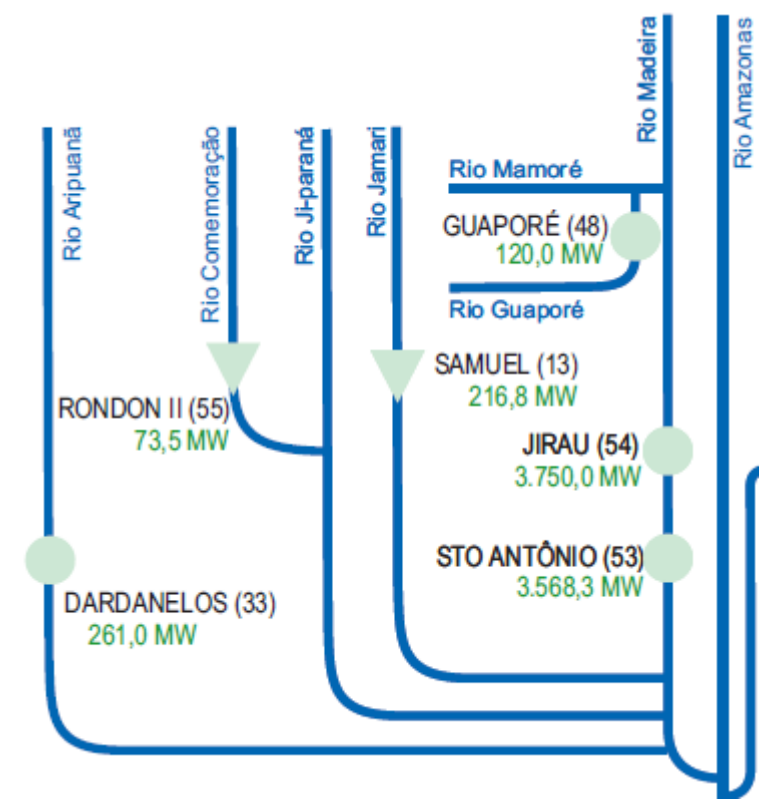 Rio Aripuanã
Rio Comemoração
Rio Ji-paraná
Rio Jamari
Rio Madeira
Rio Amazonas
Rio Mamoré
GUAPORÉ (48)
120,0 MW
Rio Guaporé
SAMUEL (13)
216,8 MW
RONDON II (55)
73,5 MW
JIRAU (54)
3.750,0 MW
STO ANTÔNIO (53)
3.568,3 MW
DARDANELOS (33)
261,0 MW